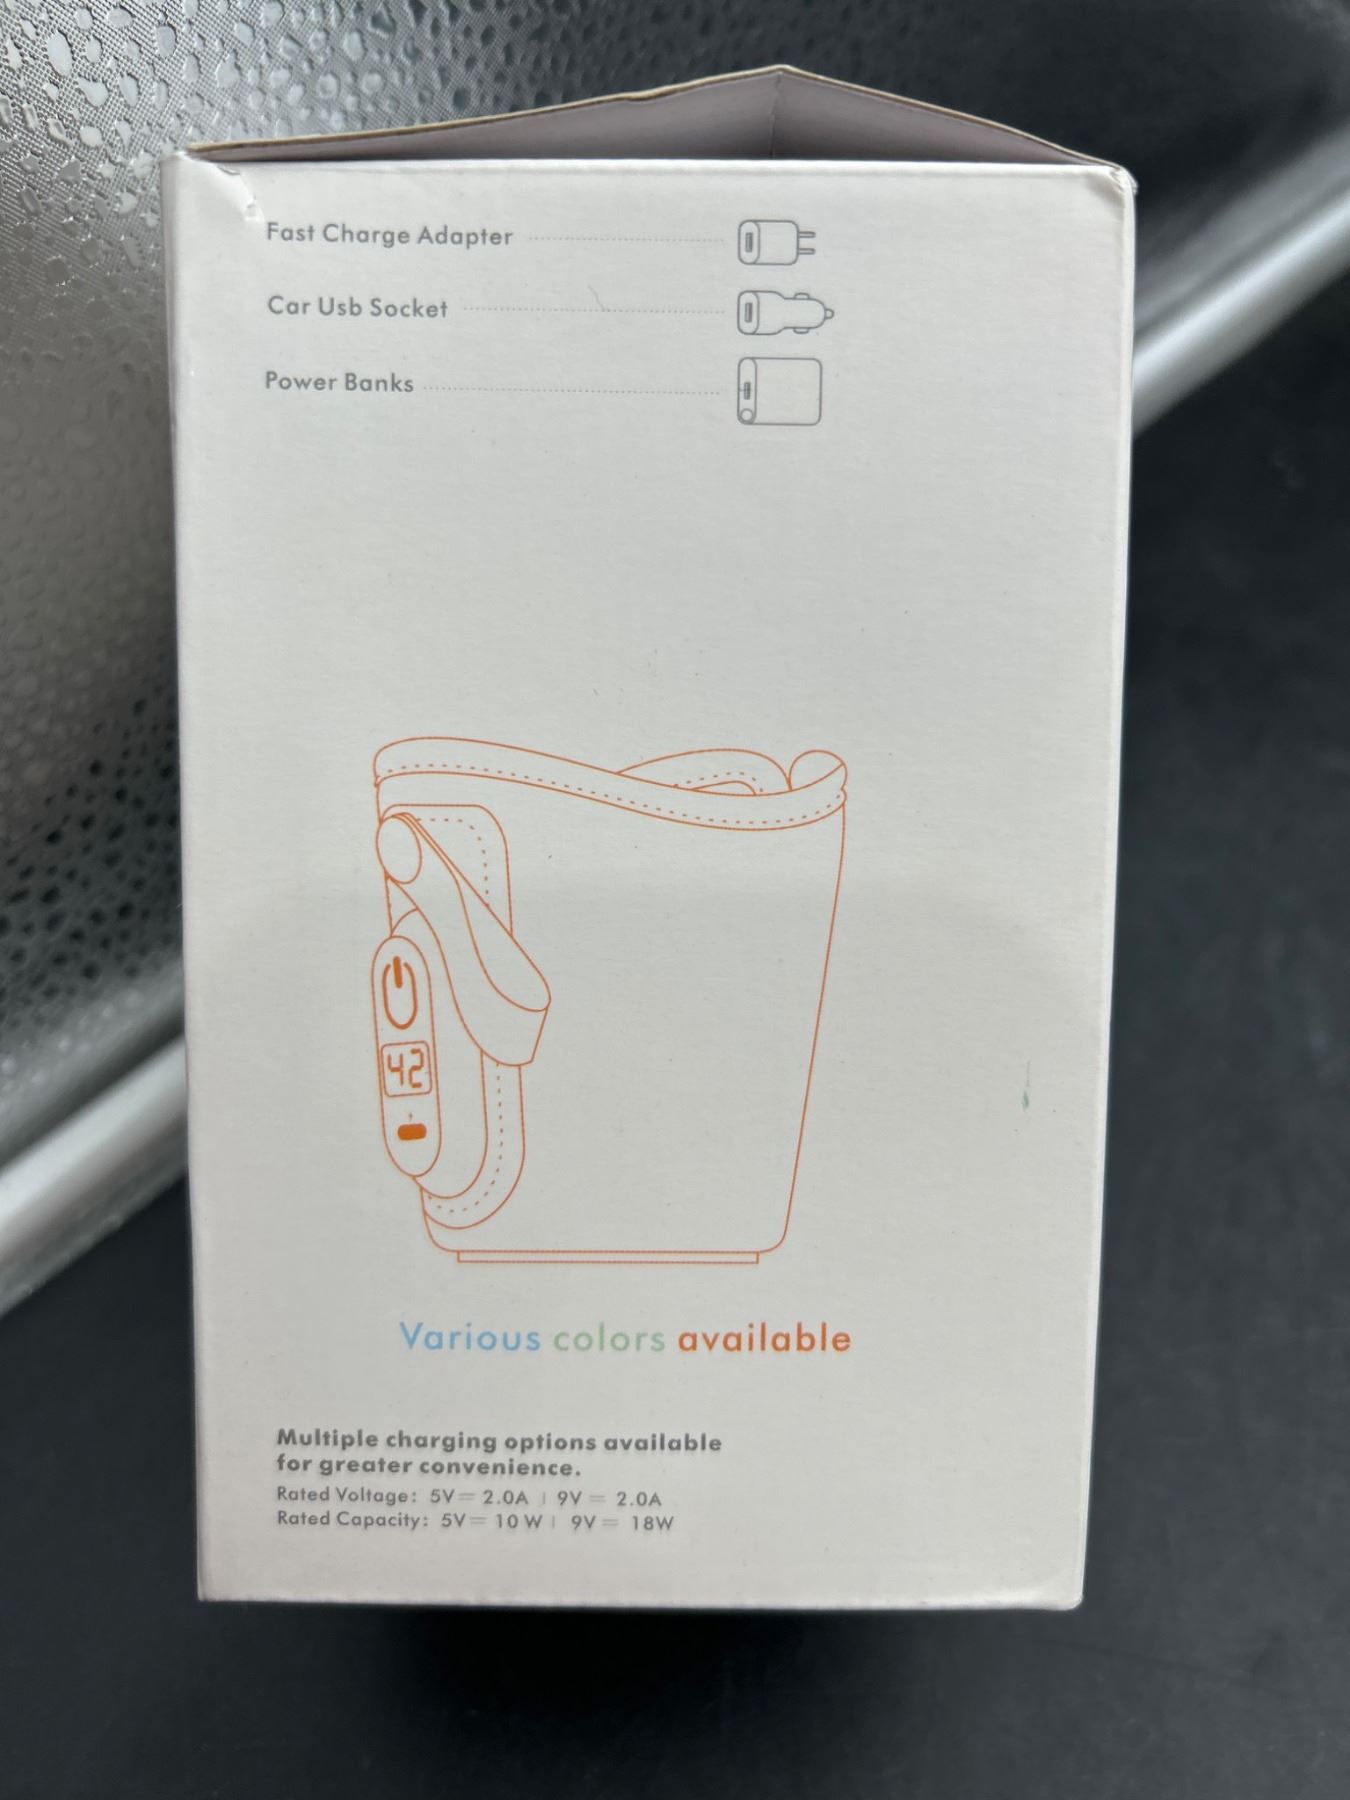 Fast Charge Adapter
Car Usb Socket
Power Banks
42
Various colors available
Multiple charging options available
for greater convenience.
Rated Voltage: 5V⎓ 2.0A | 9V⎓ 2.0A
Rated Capacity: 5V⎓ 10W | 9V⎓ 18W